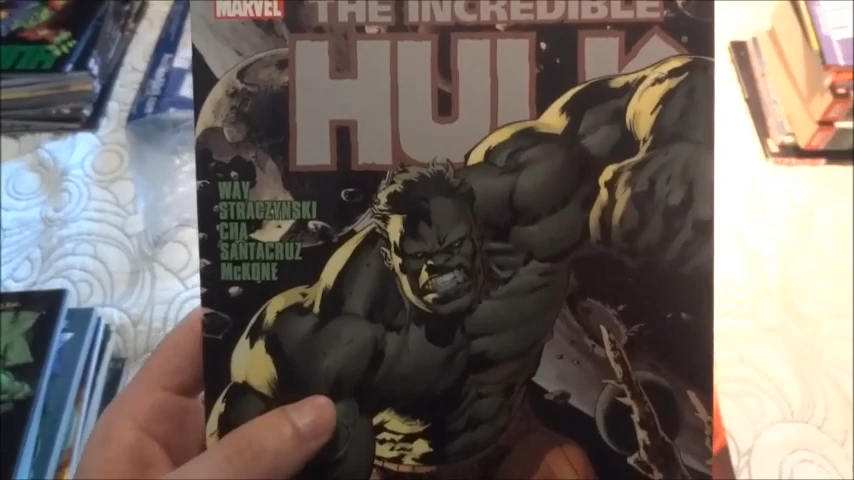 MARVEL
THE INCREDIBLE
HULK
WAY
STRACZYNSKI
CHA
SANTACRUZ
McKONE